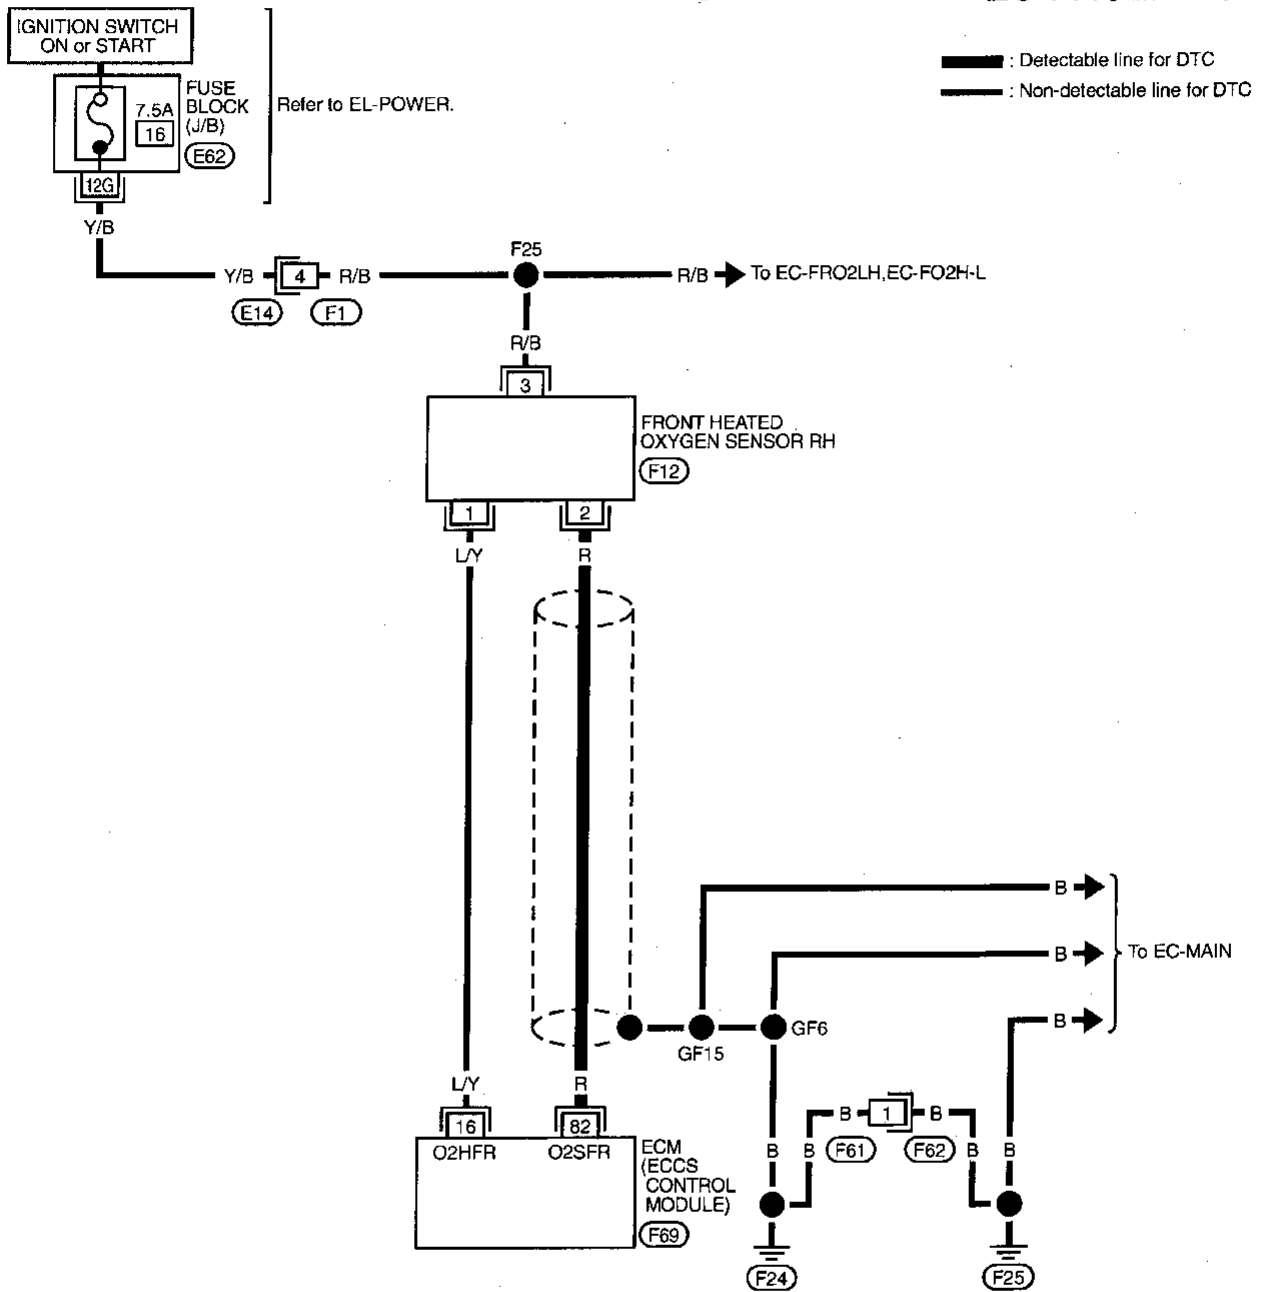 IGNITION SWITCH
ON or START
FUSE
BLOCK
(J/B)
7.5A
16
E62
12G
Refer to EL-POWER.
: Detectable line for DTC
: Non-detectable line for DTC
Y/B
Y/B
4
R/B
F25
R/B
To EC-FRO2LH,EC-FO2H-L
E14
F1
R/B
3
FRONT HEATED
OXYGEN SENSOR RH
F12
1
2
L/Y
R
B
B
To EC-MAIN
B
GF15
GF6
L/Y
R
16
82
O2HFR
O2SFR
ECM
(ECCS
CONTROL
MODULE)
F69
B
1
B
F61
F62
B
B
B
B
F24
F25